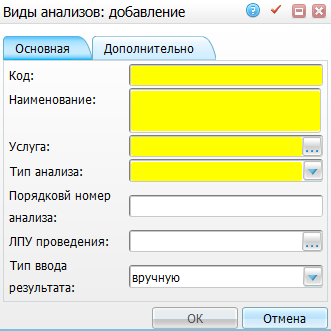 Виды анализов: добавление
Основная
Дополнительно
Код:
Наименование:
Услуга:
...
Тип анализа:
Порядковй номер
анализа:
ЛПУ проведения:
...
Тип ввода
результата:
вручную
ОК
Отмена